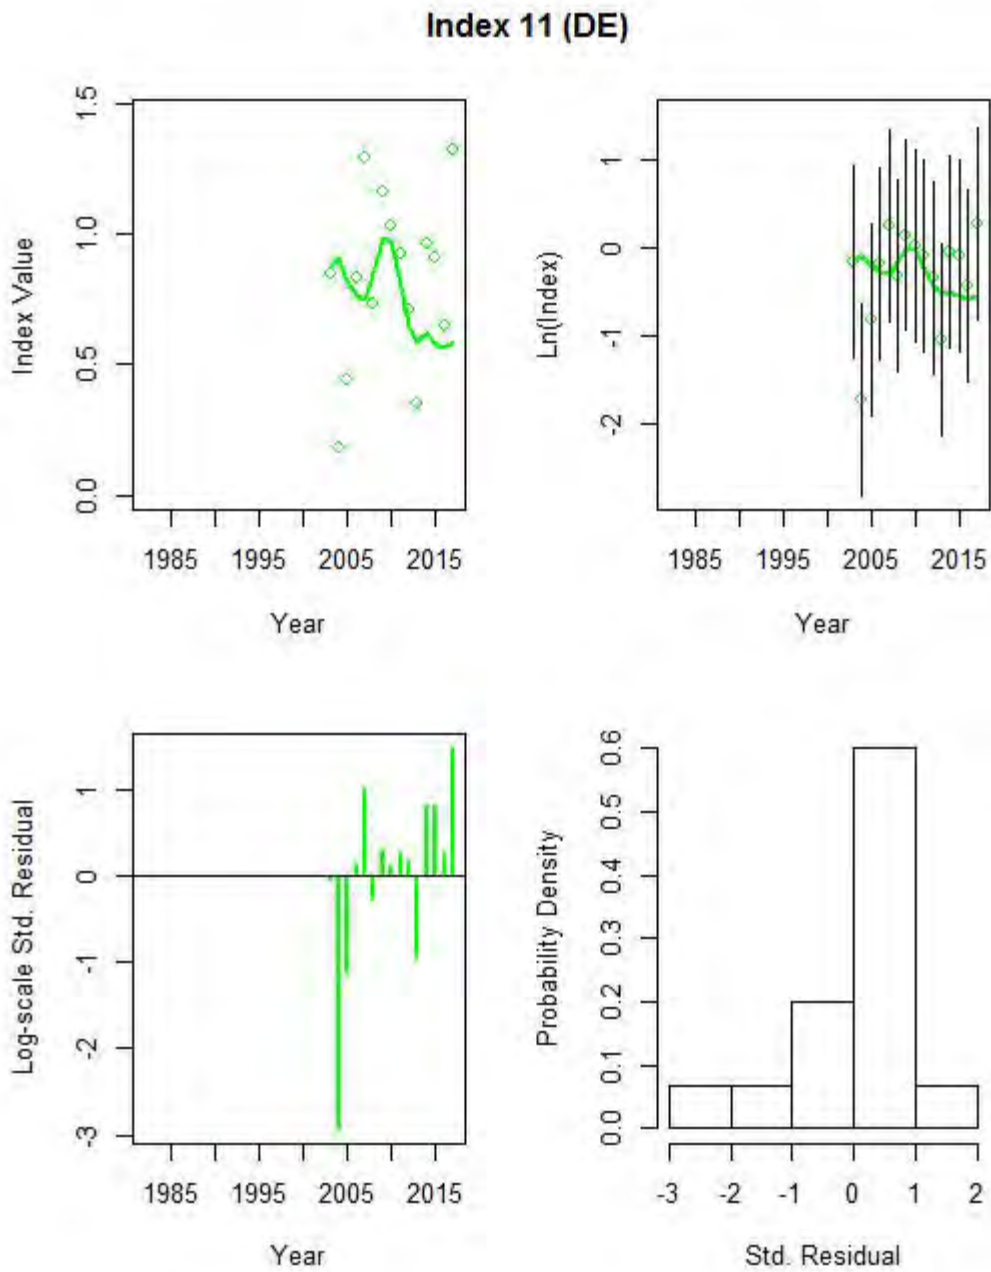 Index 11 (DE)
Index Value
0.0 0.5 1.0 1.5
1985 1995 2005 2015
Year
Ln(Index)
-2 -1 0 1
1985 1995 2005 2015
Year
Log-scale Std. Residual
-3 -2 -1 0 1
1985 1995 2005 2015
Year
Probability Density
0.0 0.1 0.2 0.3 0.4 0.5 0.6
-3 -2 -1 0 1 2
Std. Residual